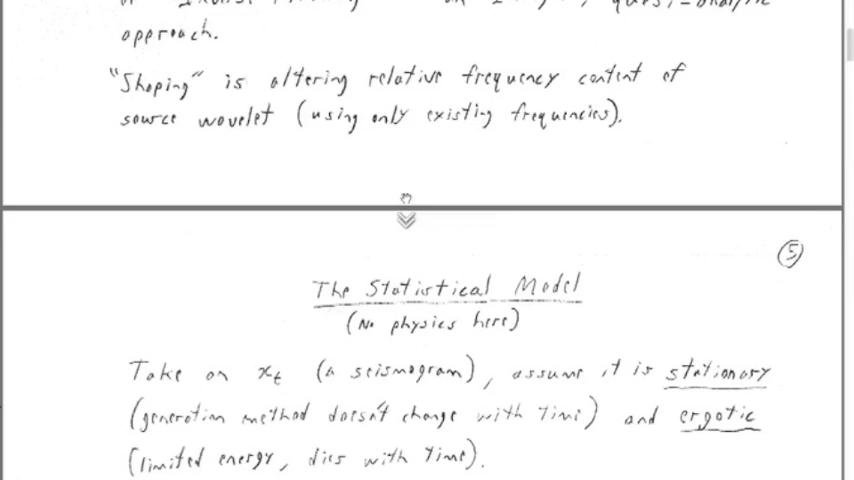 approach.
"Shaping" is altering relative frequency content of
source wavelet (using only existing frequencies).
5
The Statistical Model
(No physics here)
Take an xt (a seismogram), assume it is stationary
(generation method doesn't change with time) and ergotic
(limited energy, dies with time).